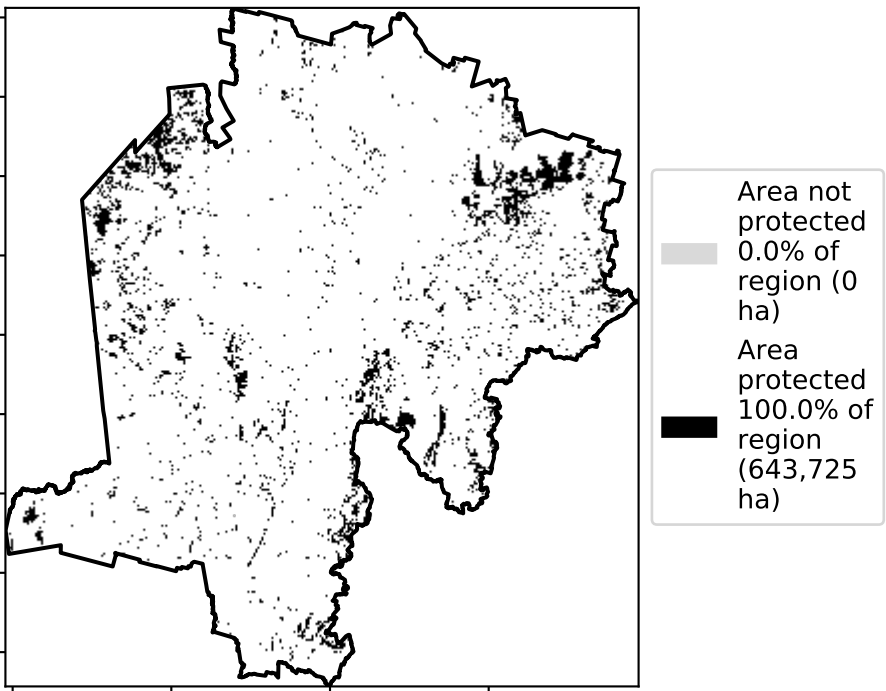 Area not
protected
0.0% of
region (0
ha)
Area
protected
100.0% of
region
(643,725
ha)